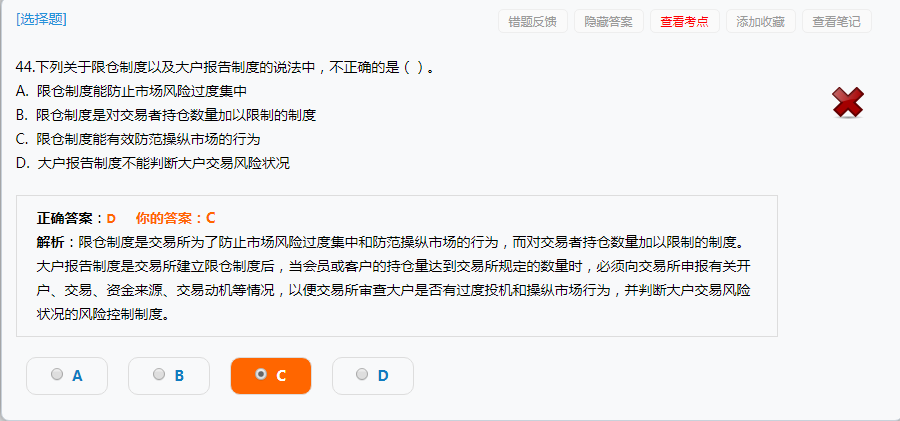 [选择题]
错题反馈 隐藏答案 查看考点 添加收藏 查看笔记
44.下列关于限仓制度以及大户报告制度的说法中，不正确的是（ ）。
A. 限仓制度能防止市场风险过度集中
B. 限仓制度是对交易者持仓数量加以限制的制度
C. 限仓制度能有效防范操纵市场的行为
D. 大户报告制度不能判断大户交易风险状况
正确答案：D 你的答案：C
解析：限仓制度是交易所为了防止市场风险过度集中和防范操纵市场的行为，而对交易者持仓数量加以限制的制度。
大户报告制度是交易所建立限仓制度后，当会员或客户的持仓量达到交易所规定的数量时，必须向交易所申报有关开
户、交易、资金来源、交易动机等情况，以便交易所审查大户是否有过度投机和操纵市场行为，并判断大户交易风险
状况的风险控制制度。
A B C D